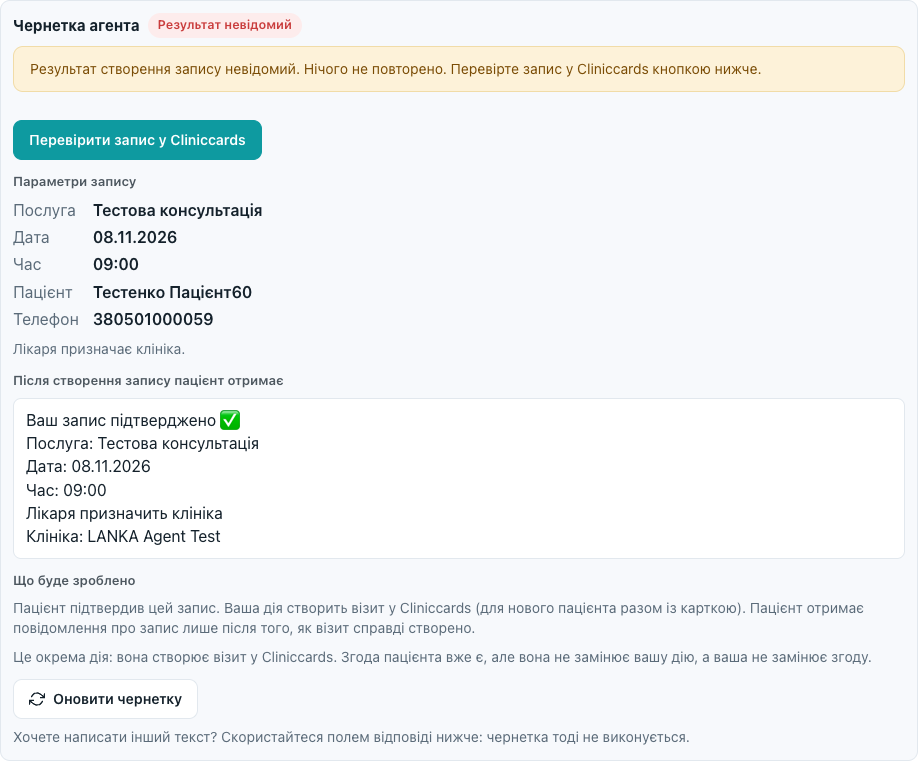 Чернетка агента Результат невідомий
Результат створення запису невідомий. Нічого не повторено. Перевірте запис у Cliniccards кнопкою нижче.
Перевірити запис у Cliniccards
Параметри запису
Послуга Тестова консультація
Дата 08.11.2026
Час 09:00
Пацієнт Тестенко Пацієнт60
Телефон 380501000059
Лікаря призначає клініка.
Після створення запису пацієнт отримає
Ваш запис підтверджено ✅
Послуга: Тестова консультація
Дата: 08.11.2026
Час: 09:00
Лікаря призначить клініка
Клініка: LANKA Agent Test
Що буде зроблено
Пацієнт підтвердив цей запис. Ваша дія створить візит у Cliniccards (для нового пацієнта разом із карткою). Пацієнт отримає
повідомлення про запис лише після того, як візит справді створено.
Це окрема дія: вона створює візит у Cliniccards. Згода пацієнта вже є, але вона не замінює вашу дію, а ваша не замінює згоду.
Оновити чернетку
Хочете написати інший текст? Скористайтеся полем відповіді нижче: чернетка тоді не виконується.